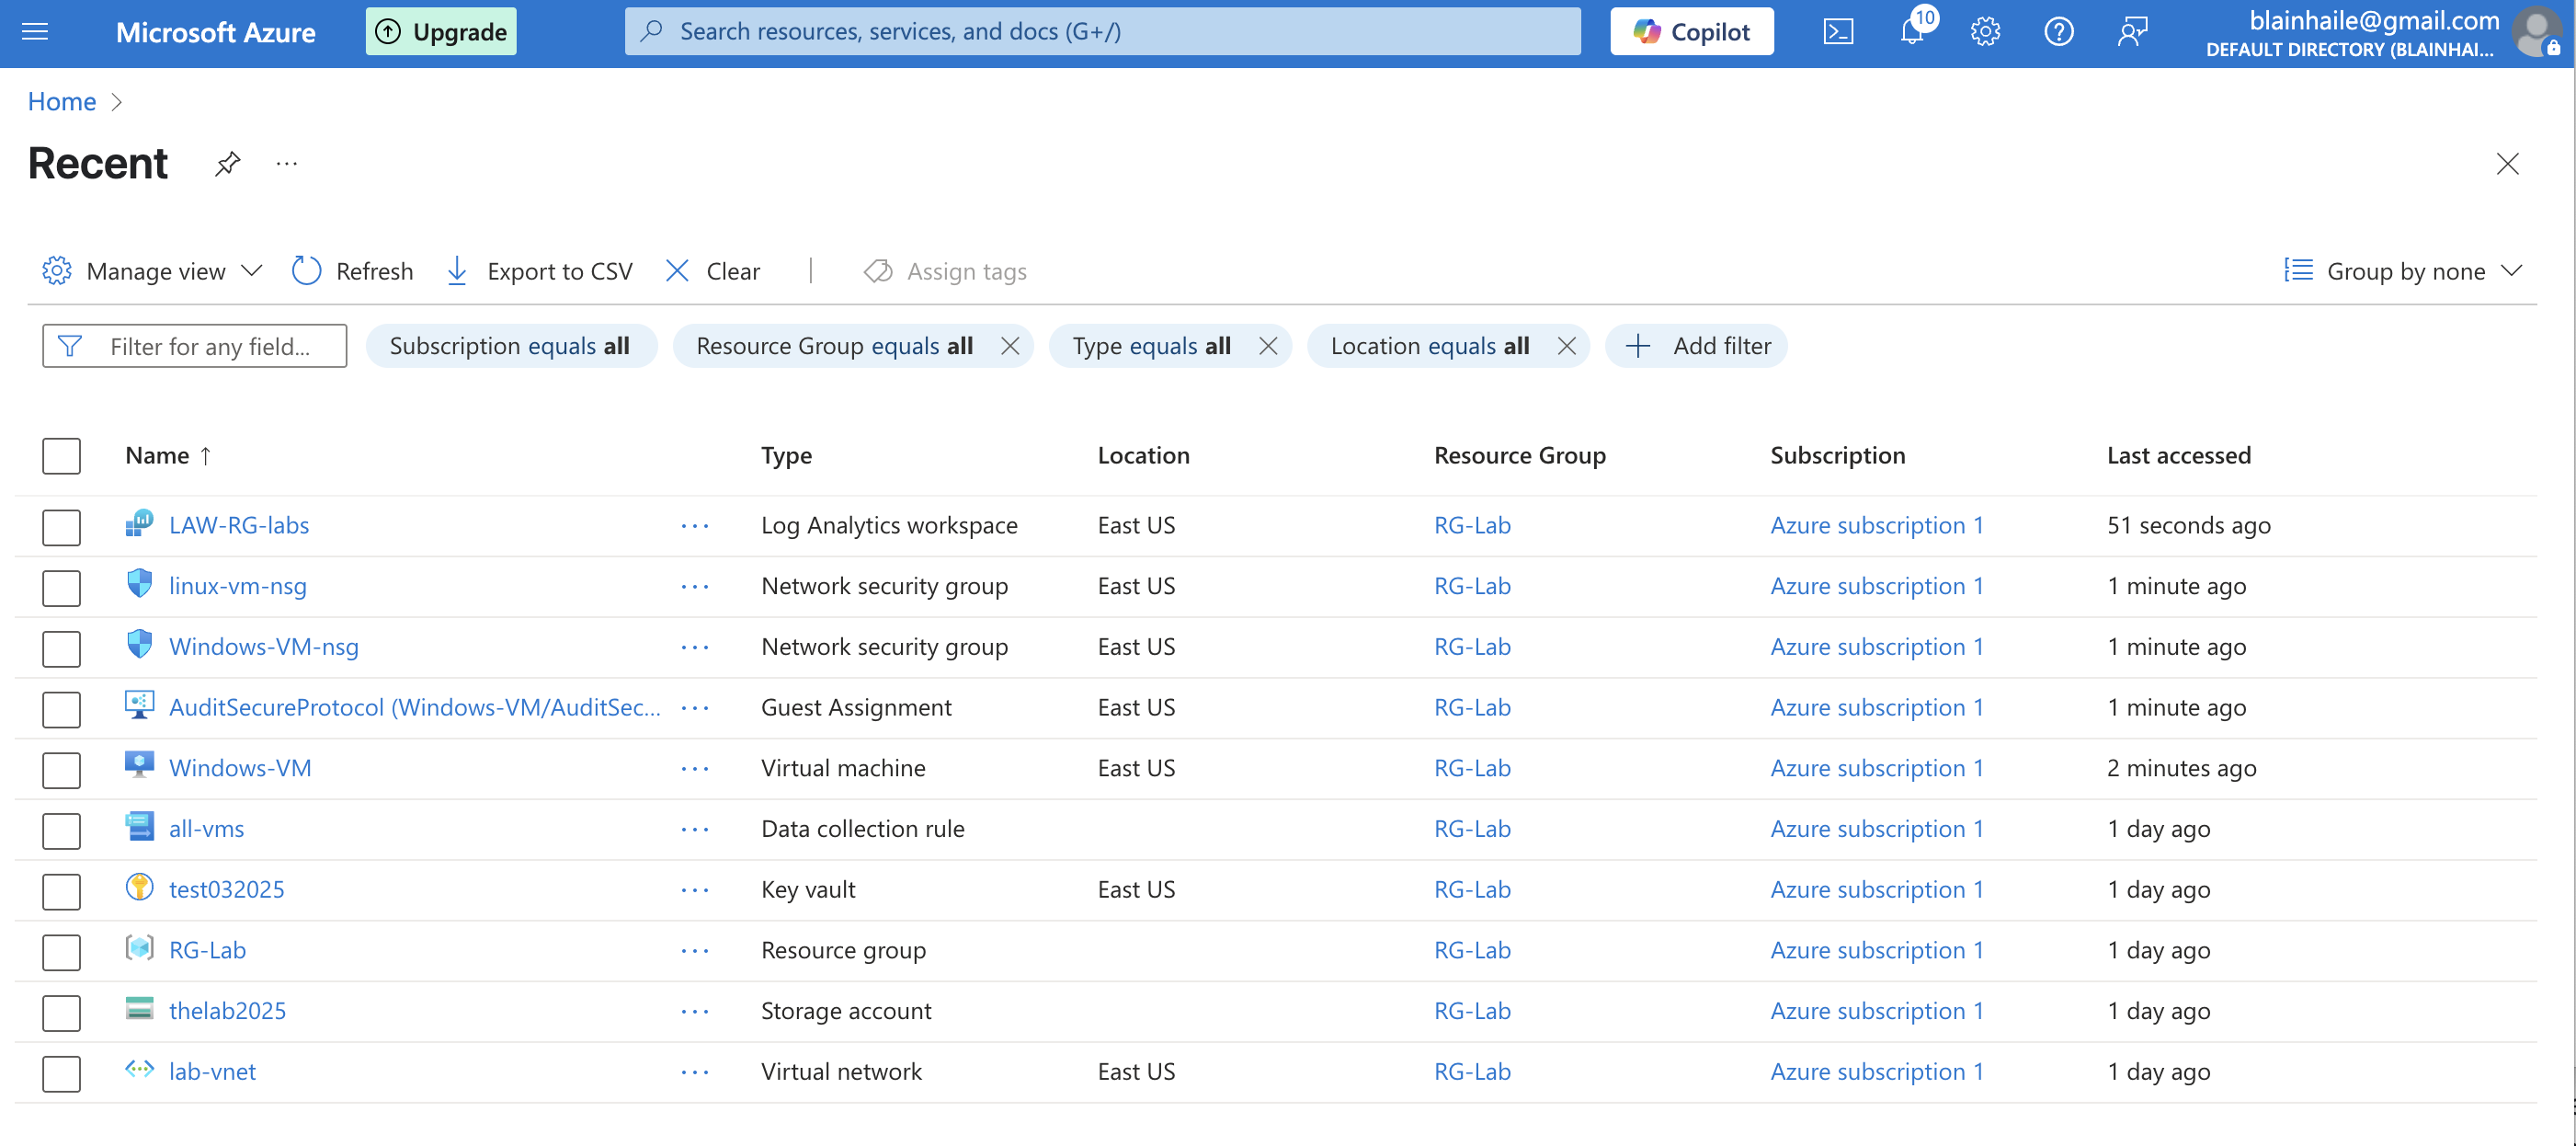 Microsoft Azure Upgrade Search resources, services, and docs (G+/) Copilot 10 blainhaile@gmail.com
DEFAULT DIRECTORY (BLAINHAI...
Home
Recent ...
Manage view Refresh Export to CSV Clear | Assign tags Group by none
Filter for any field... Subscription equals all Resource Group equals all Type equals all Location equals all Add filter
Name ↑ Type Location Resource Group Subscription Last accessed
LAW-RG-labs ... Log Analytics workspace East US RG-Lab Azure subscription 1 51 seconds ago
linux-vm-nsg ... Network security group East US RG-Lab Azure subscription 1 1 minute ago
Windows-VM-nsg ... Network security group East US RG-Lab Azure subscription 1 1 minute ago
AuditSecureProtocol (Windows-VM/AuditSec... ... Guest Assignment East US RG-Lab Azure subscription 1 1 minute ago
Windows-VM ... Virtual machine East US RG-Lab Azure subscription 1 2 minutes ago
all-vms ... Data collection rule RG-Lab Azure subscription 1 1 day ago
test032025 ... Key vault East US RG-Lab Azure subscription 1 1 day ago
RG-Lab ... Resource group RG-Lab Azure subscription 1 1 day ago
thelab2025 ... Storage account RG-Lab Azure subscription 1 1 day ago
lab-vnet ... Virtual network East US RG-Lab Azure subscription 1 1 day ago